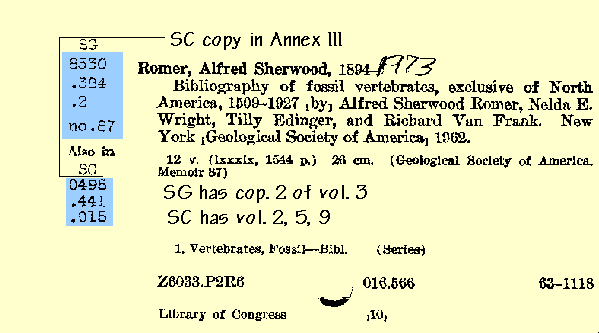 SG
8530
.394
.2
no.87
Also in
SC
0498
.441
.015
SC copy in Annex III
Romer, Alfred Sherwood, 1894-1973
Bibliography of fossil vertebrates, exclusive of North
America, 1509-1927 [by] Alfred Sherwood Romer, Nelda E.
Wright, Tilly Edinger, and Richard Van Frank. New
York [Geological Society of America] 1962.
12 v. (lxxxix, 1544 p.) 26 cm. (Geological Society of America.
Memoir 87)
SG has cop. 2 of vol. 3
SC has vol. 2, 5, 9
1. Vertebrates, Fossil—Bibl. (Series)
Z6033.P2R6 016.566 63-1118
Library of Congress [10]